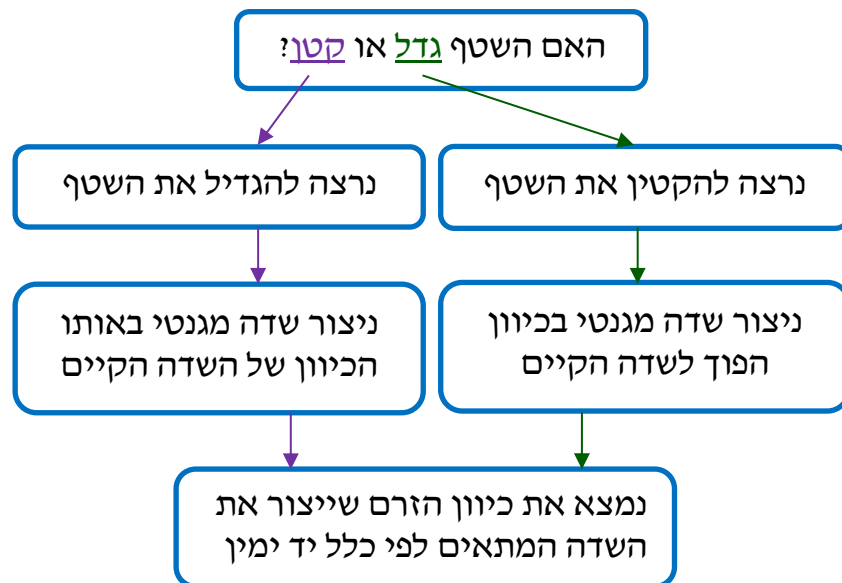 האם השטף גדל או קטן?
נרצה להקטין את השטף
נרצה להגדיל את השטף
ניצור שדה מגנטי בכיוון
הפוך לשדה הקיים
ניצור שדה מגנטי באותו
הכיוון של השדה הקיים
נמצא את כיוון הזרם שייצור את
השדה המתאים לפי כלל יד ימין